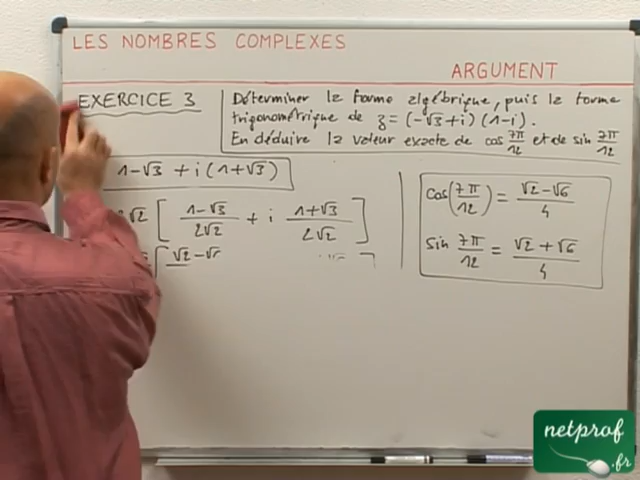 LES NOMBRES COMPLEXES
ARGUMENT
EXERCICE 3
Déterminer la forme algébrique, puis la forme
trigonométrique de z = (-√3 + i)(1 - i).
En déduire la valeur exacte de cos 7π/12 et de sin 7π/12
1-√3 + i(1+√3)
2√2 [ (1-√3)/(2√2) + i (1+√3)/(2√2) ]
[ √2 - √6 ]
cos(7π/12) = (√2 - √6)/4
sin 7π/12 = (√2 + √6)/4
netprof
.fr